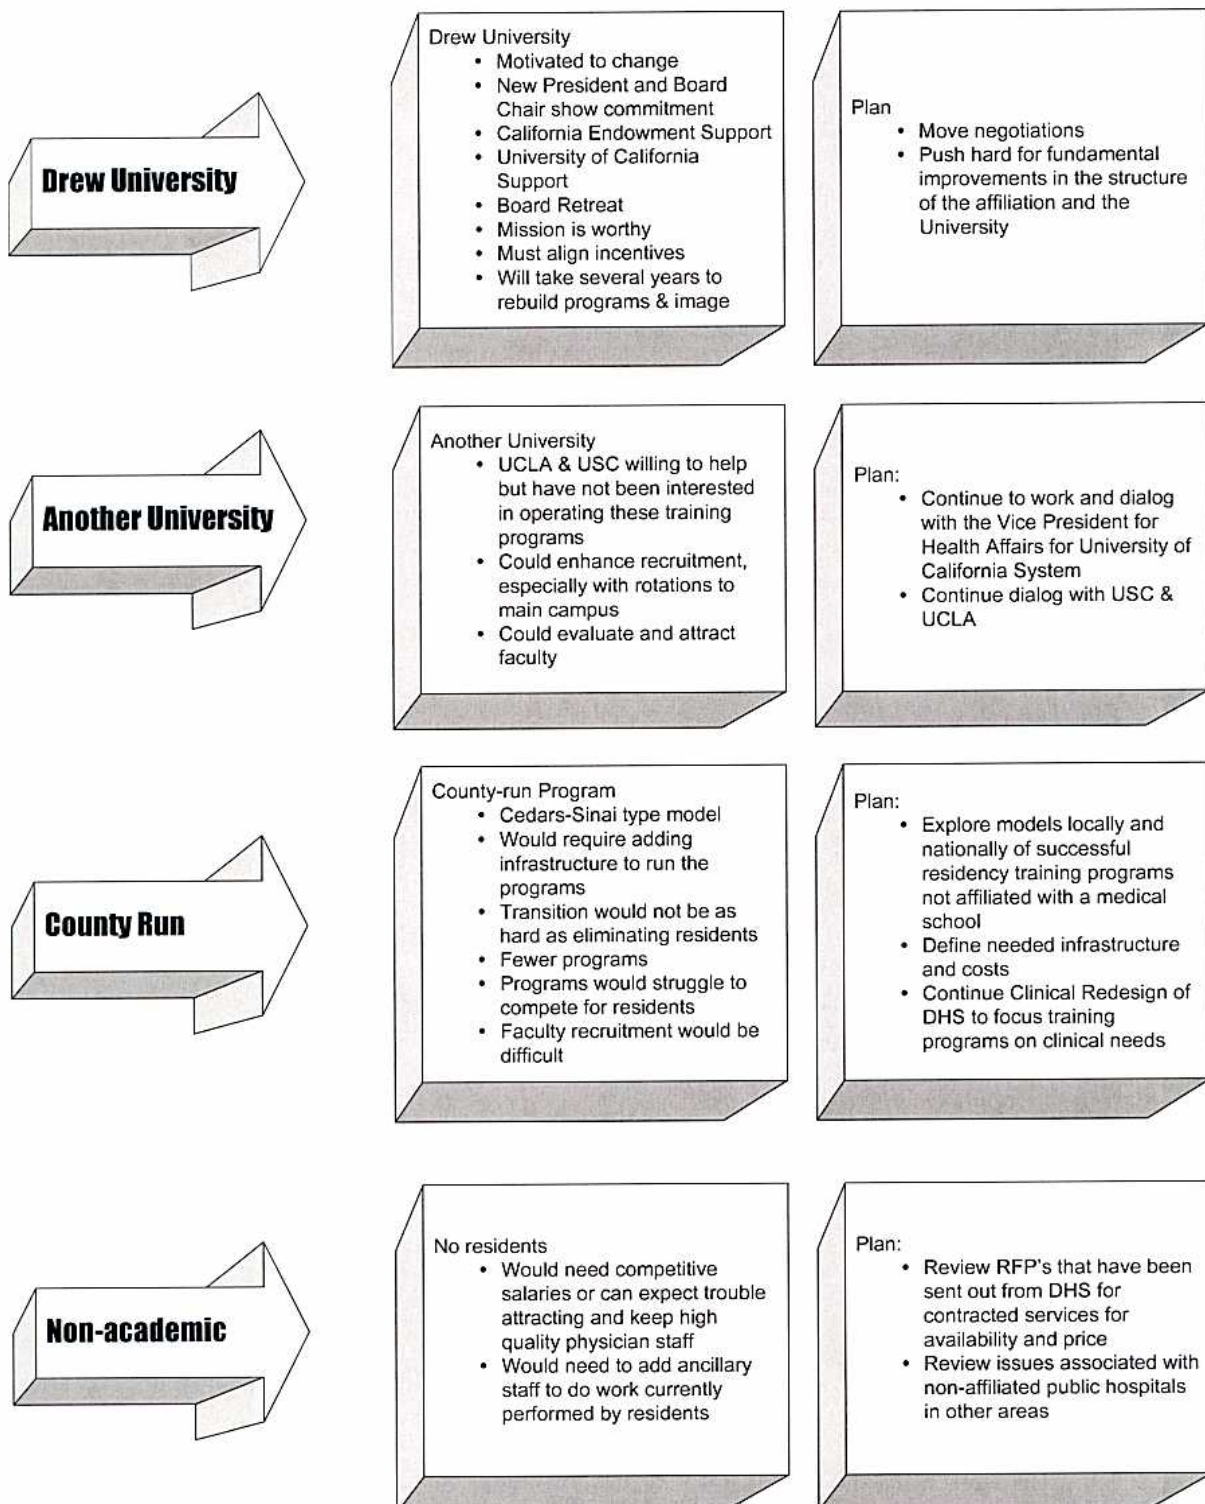 Drew University
Drew University
• Motivated to change
• New President and Board
Chair show commitment
• California Endowment Support
• University of California
Support
• Board Retreat
• Mission is worthy
• Must align incentives
• Will take several years to
rebuild programs & image
Plan
• Move negotiations
• Push hard for fundamental
improvements in the structure
of the affiliation and the
University
Another University
Another University
• UCLA & USC willing to help
but have not been interested
in operating these training
programs
• Could enhance recruitment,
especially with rotations to
main campus
• Could evaluate and attract
faculty
Plan:
• Continue to work and dialog
with the Vice President for
Health Affairs for University of
California System
• Continue dialog with USC &
UCLA
County Run
County-run Program
• Cedars-Sinai type model
• Would require adding
infrastructure to run the
programs
• Transition would not be as
hard as eliminating residents
• Fewer programs
• Programs would struggle to
compete for residents
• Faculty recruitment would be
difficult
Plan:
• Explore models locally and
nationally of successful
residency training programs
not affiliated with a medical
school
• Define needed infrastructure
and costs
• Continue Clinical Redesign of
DHS to focus training
programs on clinical needs
Non-academic
No residents
• Would need competitive
salaries or can expect trouble
attracting and keep high
quality physician staff
• Would need to add ancillary
staff to do work currently
performed by residents
Plan:
• Review RFP's that have been
sent out from DHS for
contracted services for
availability and price
• Review issues associated with
non-affiliated public hospitals
in other areas